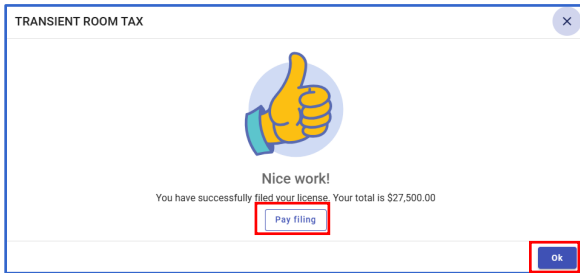 TRANSIENT ROOM TAX
Nice work!
You have successfully filed your license. Your total is $27,500.00
Pay filing
Ok